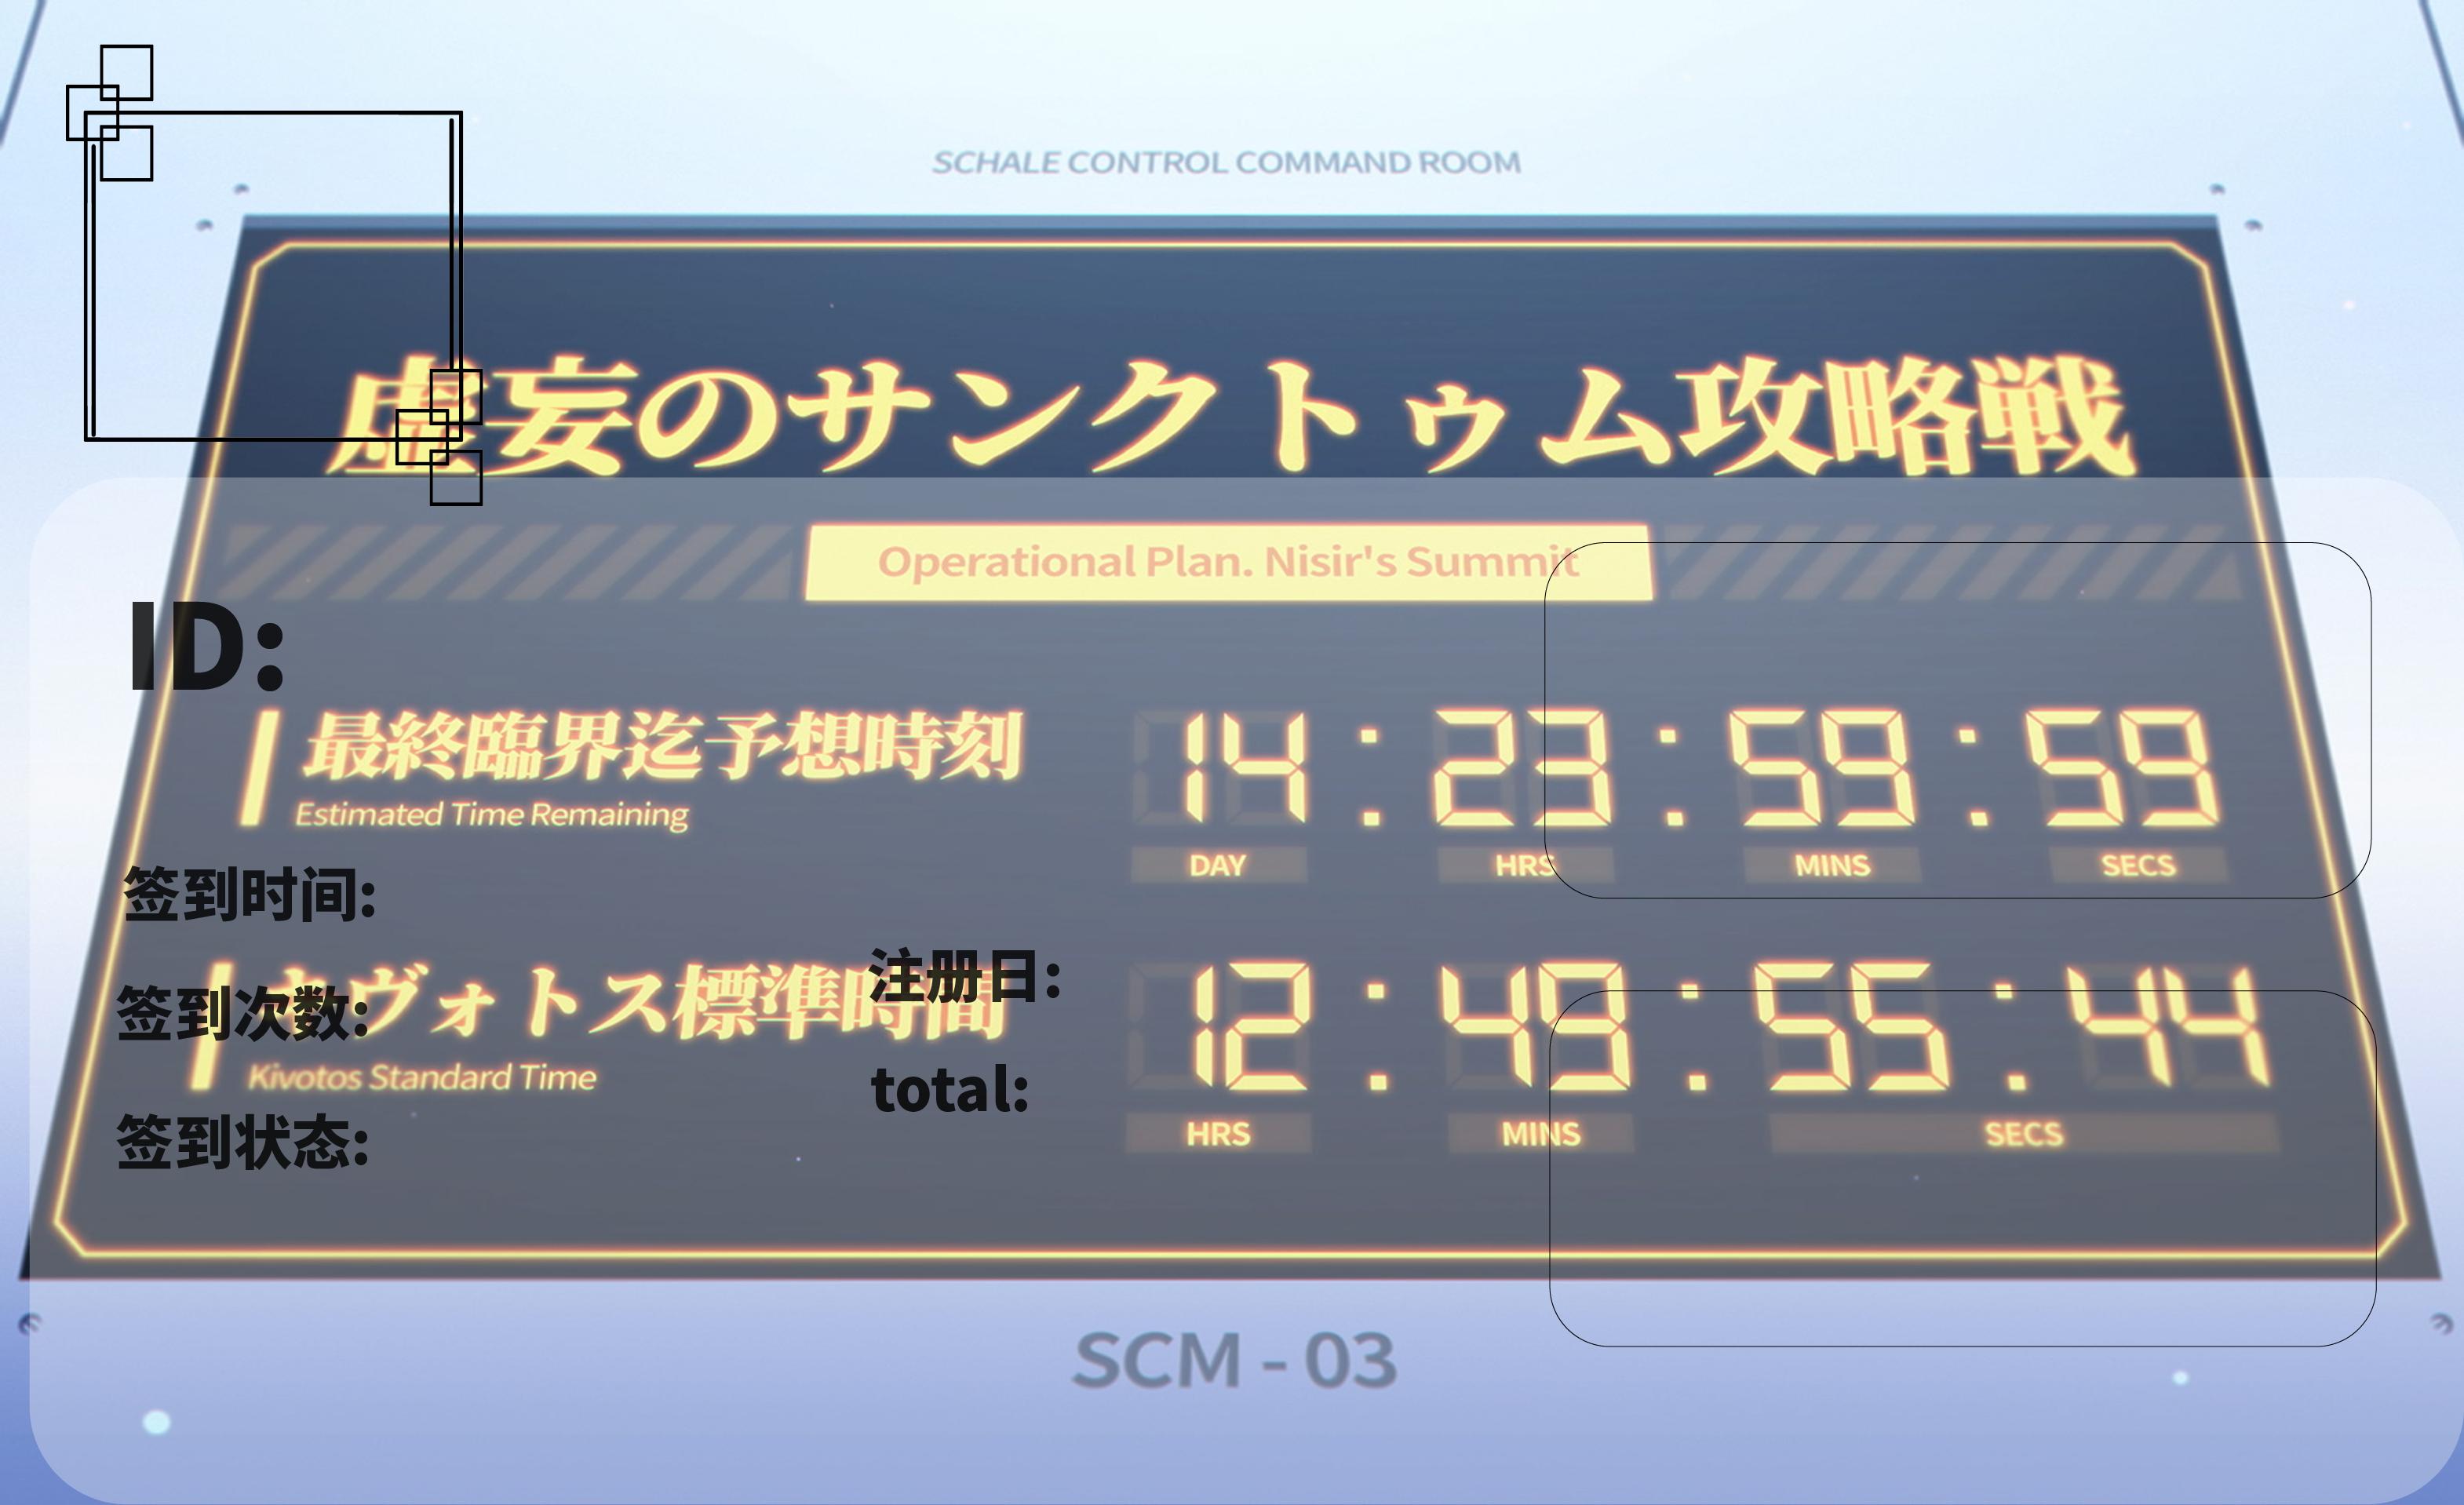 SCHALE CONTROL COMMAND ROOM
虚妄のサンクトゥム攻略戦
Operational Plan. Nisir's Summit
ID:
最終臨界迄予想時刻
14:23:59:59
Estimated Time Remaining
DAY HRS MINS SECS
签到时间:
キヴォトス標準時間
12:49:55.44
注册日:
签到次数:
Kivotos Standard Time
total:
HRS MINS SECS
签到状态:
SCM - 03